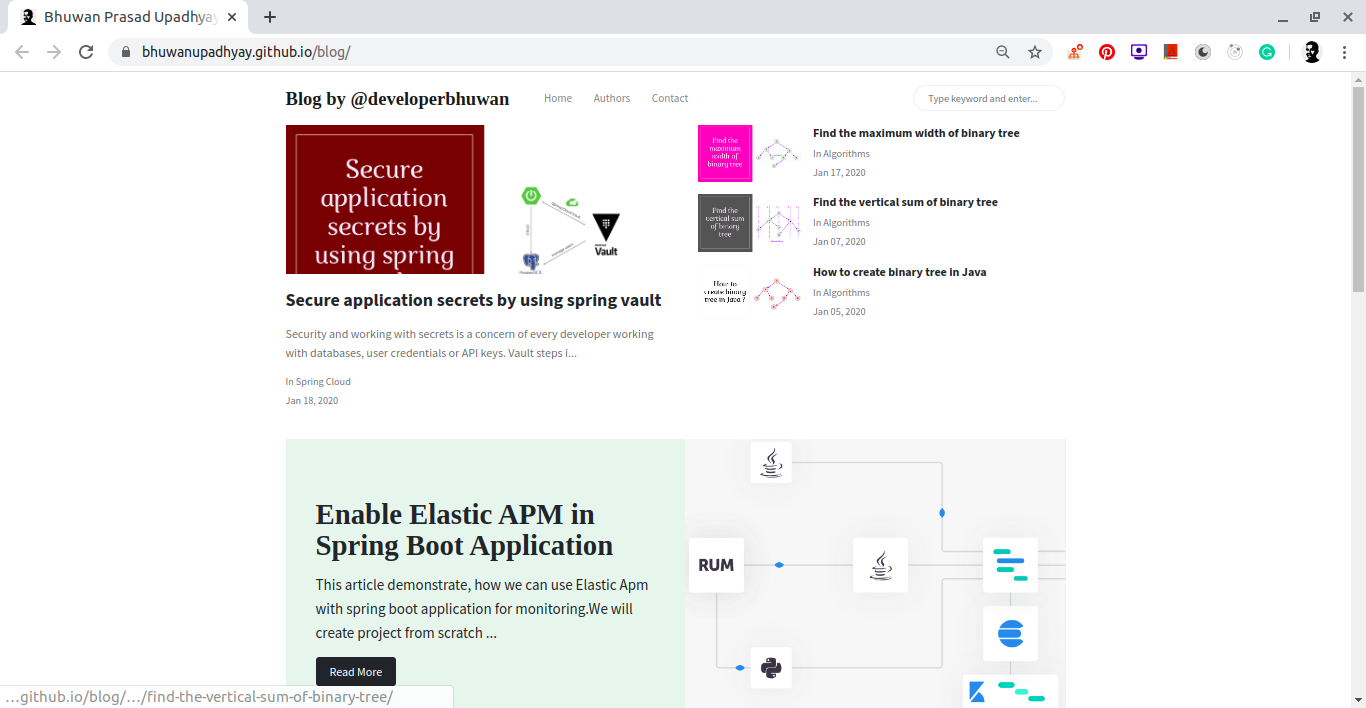 Bhuwan Prasad Upadhyay
bhuwanupadhyay.github.io/blog/
Blog by @developerbhuwan
Home
Authors
Contact
Type keyword and enter...
Secure
application
secrets by
using spring
Vault
Secure application secrets by using spring vault
Security and working with secrets is a concern of every developer working
with databases, user credentials or API keys. Vault steps i...
In Spring Cloud
Jan 18, 2020
Find the
maximum
width of
binary tree
Find the maximum width of binary tree
In Algorithms
Jan 17, 2020
Find the
vertical sum
of binary
tree
Find the vertical sum of binary tree
In Algorithms
Jan 07, 2020
How to
create binary
tree in Java ?
How to create binary tree in Java
In Algorithms
Jan 05, 2020
Enable Elastic APM in
Spring Boot Application
This article demonstrate, how we can use Elastic Apm
with spring boot application for monitoring.We will
create project from scratch ...
Read More
RUM
...github.io/blog/.../find-the-vertical-sum-of-binary-tree/